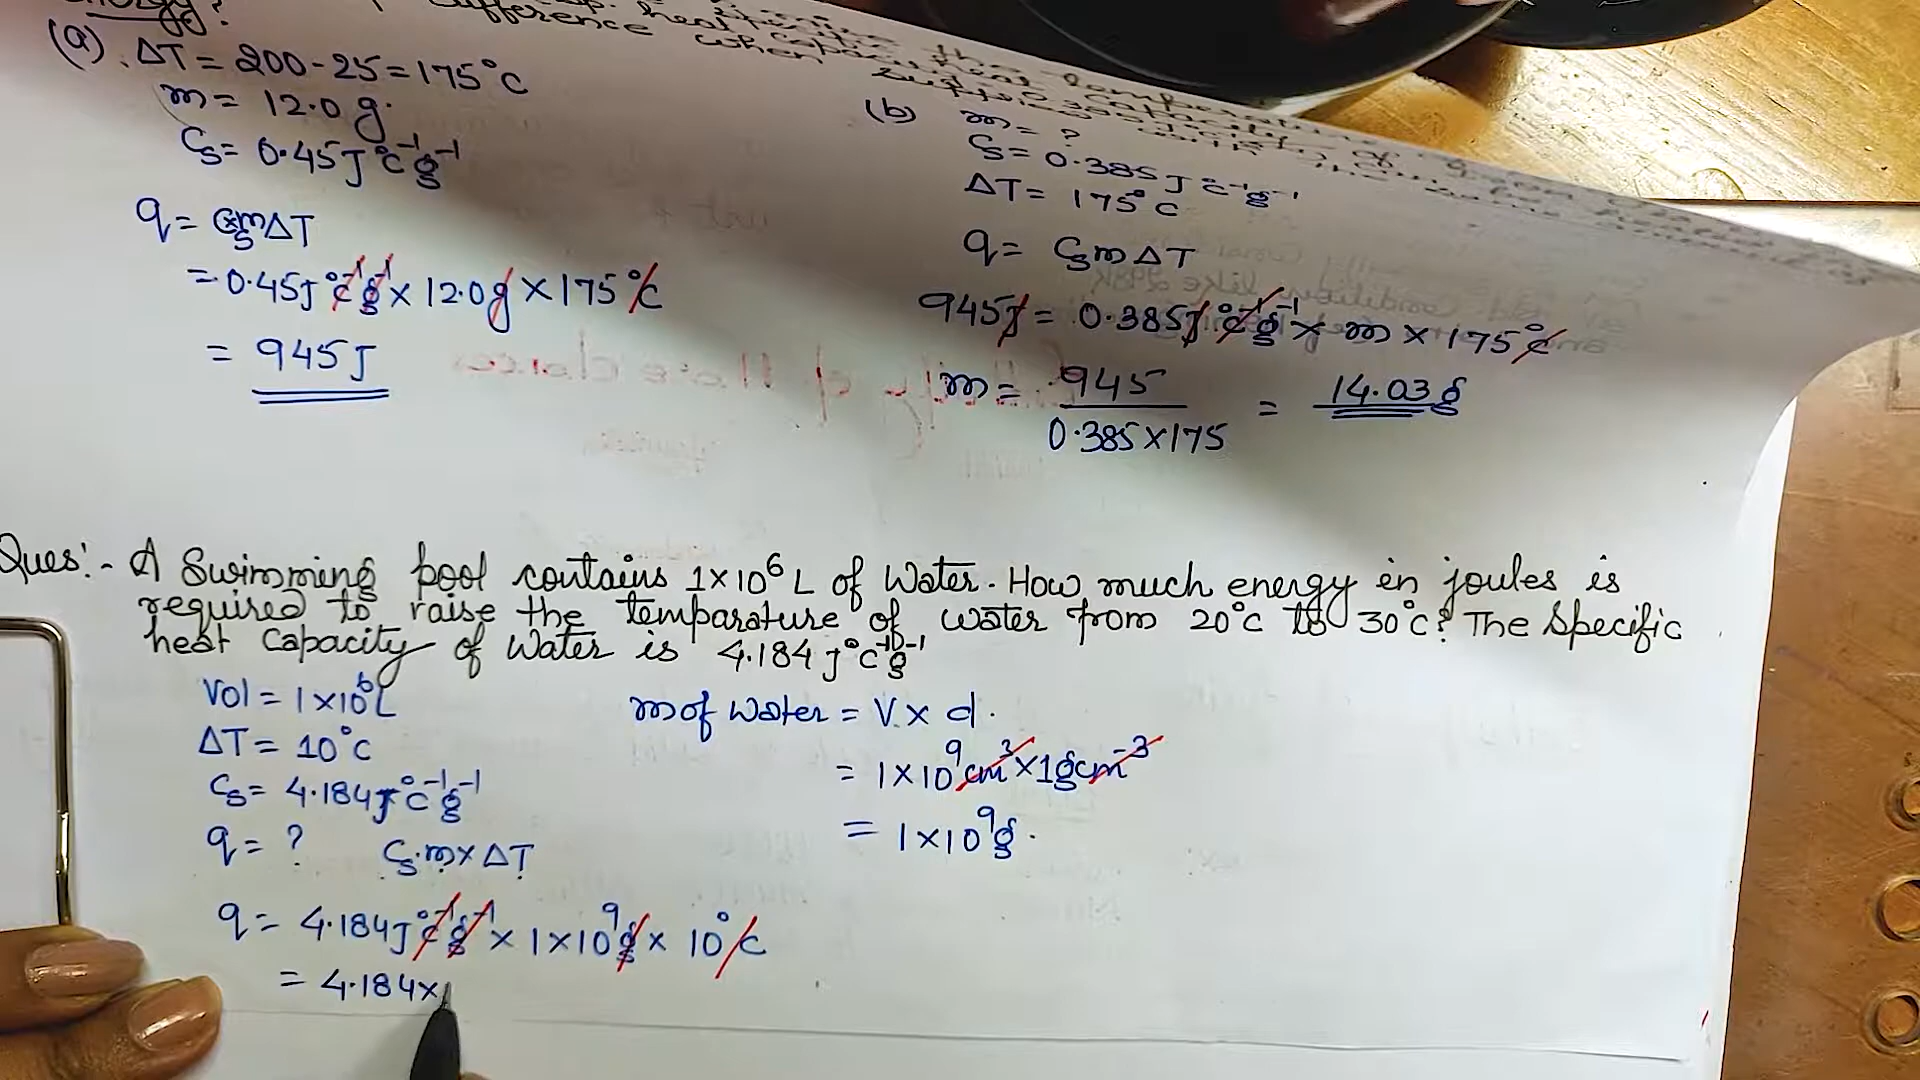 energy?
difference when
(a). ΔT = 200-25 = 175°C
m = 12.0 g.
Cs = 0.45 J °C⁻¹ g⁻¹
q = Cs m ΔT
= 0.45 J °C⁻¹ g⁻¹ × 12.0 g × 175 °C
= 945 J
(b) m = ?
Cs = 0.385 J °C⁻¹ g⁻¹
ΔT = 175°C
q = Cs m ΔT
945 J = 0.385 J °C⁻¹ g⁻¹ × m × 175 °C
m = 945 / 0.385×175 = 14.03 g
Ques:- A Swimming pool contains 1×10⁶ L of Water. How much energy in joules is
required to raise the temparature of water from 20°C to 30°C? The Specific
heat Capacity of Water is 4.184 J °C⁻¹ g⁻¹
Vol = 1×10⁶ L
ΔT = 10°C
Cs = 4.184 J °C⁻¹ g⁻¹
q = ? Cs.m×ΔT
m of Water = V × d.
= 1×10⁹ cm³ × 1 g cm⁻³
= 1×10⁹ g.
q = 4.184 J °C⁻¹ g⁻¹ × 1×10⁹ g × 10 °C
= 4.184×